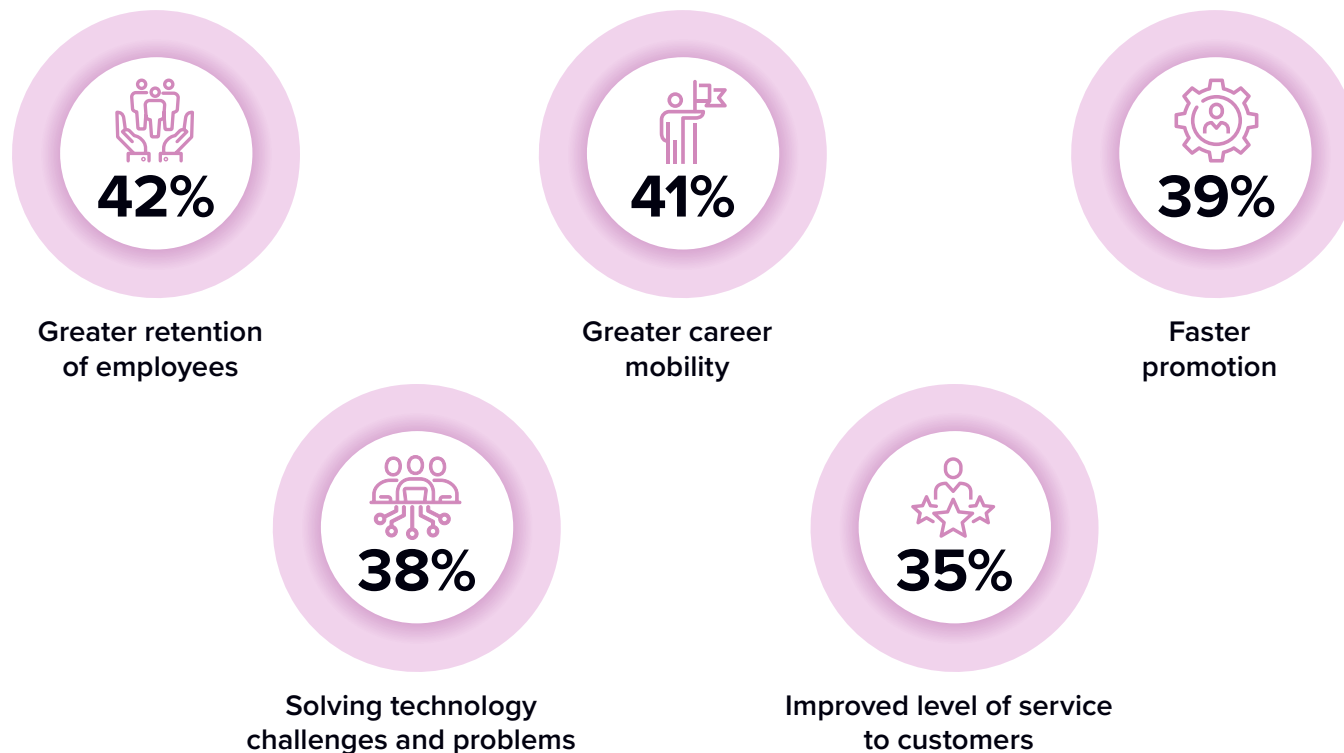 42%
Greater retention
of employees
41%
Greater career
mobility
39%
Faster
promotion
38%
Solving technology
challenges and problems
35%
Improved level of service
to customers